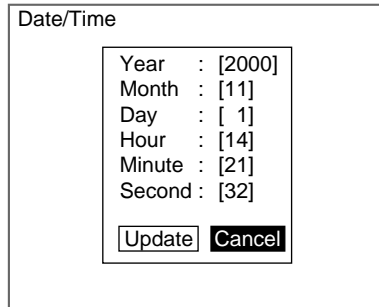 Date/Time
Year : [2000]
Month : [11]
Day : [ 1]
Hour : [14]
Minute : [21]
Second : [32]
Update Cancel